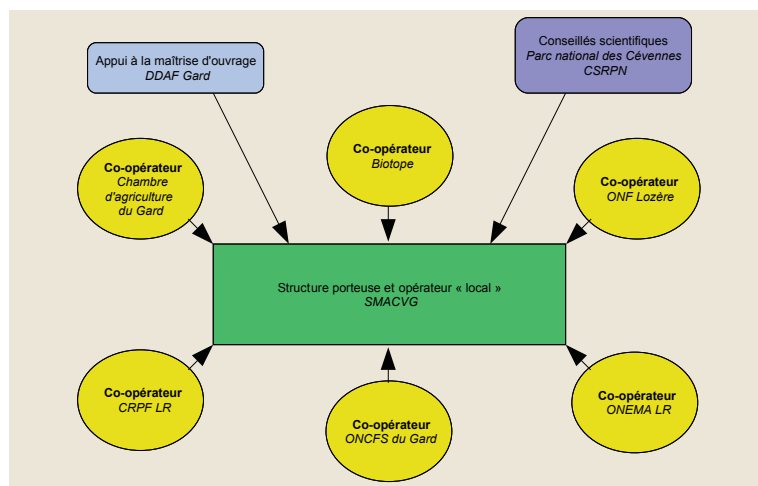 Appui à la maîtrise d'ouvrage
DDAF Gard
Conseillés scientifiques
Parc national des Cévennes
CSRPN
Co-opérateur
Chambre
d'agriculture
du Gard
Co-opérateur
Biotope
Co-opérateur
ONF Lozère
Structure porteuse et opérateur « local »
SMACVG
Co-opérateur
CRPF LR
Co-opérateur
ONCFS du Gard
Co-opérateur
ONEMA LR